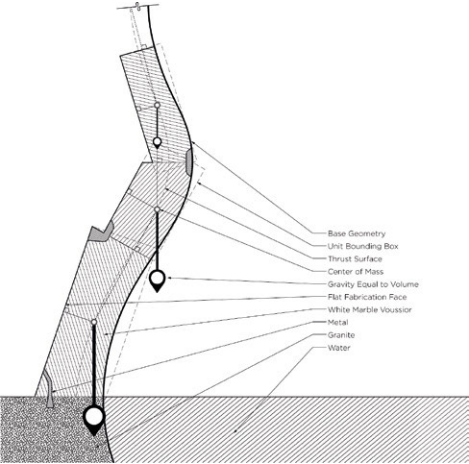 Base Geometry
Unit Bounding Box
Thrust Surface
Center of Mass
Gravity Equal to Volume
Flat Fabrication Face
White Marble Voussior
Metal
Granite
Water